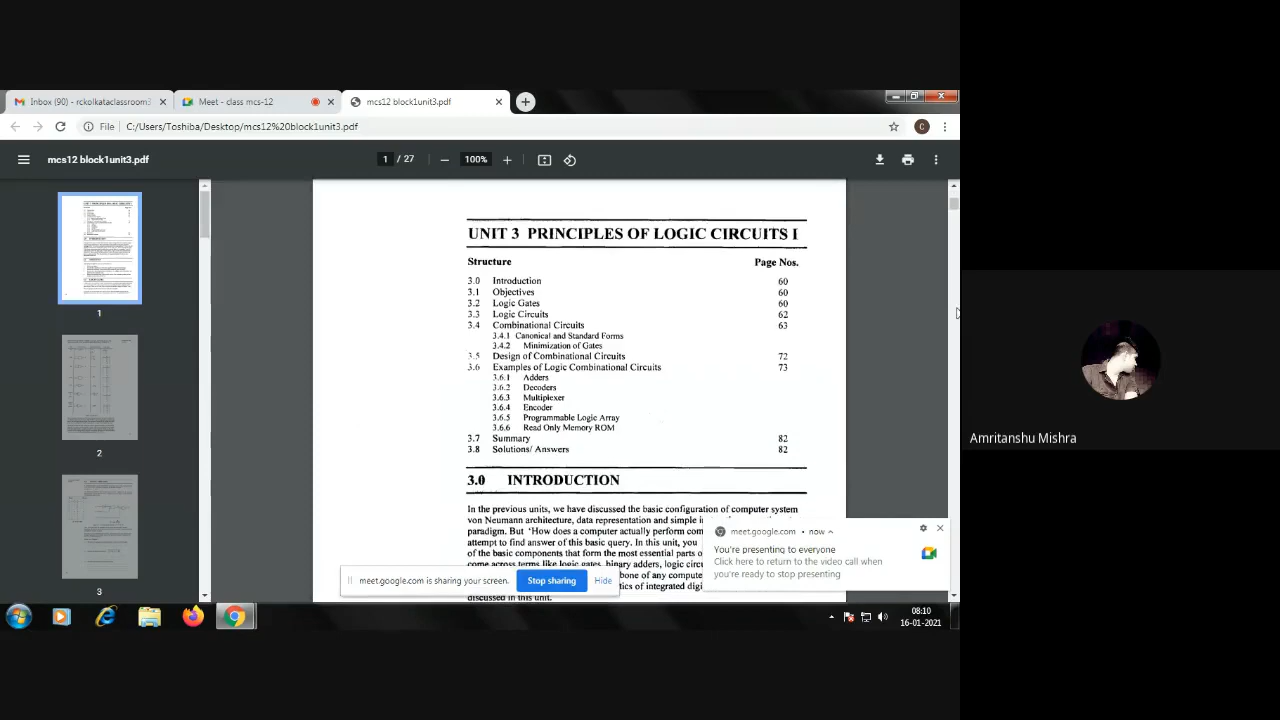 Inbox (90) - rckolkataclassroom3
Meet - class mcs-12
mcs12 block1unit3.pdf
File
C:/Users/Toshiba/Desktop/mcs12%20block1unit3.pdf
C
mcs12 block1unit3.pdf
1 / 27
100%
UNIT 3 PRINCIPLES OF LOGIC CIRCUITS I
Structure Page Nos.
3.0 Introduction 60
3.1 Objectives 60
3.2 Logic Gates 60
3.3 Logic Circuits 62
3.4 Combinational Circuits 63
3.4.1 Canonical and Standard Forms
3.4.2 Minimization of Gates
3.5 Design of Combinational Circuits 72
3.6 Examples of Logic Combinational Circuits 73
3.6.1 Adders
3.6.2 Decoders
3.6.3 Multiplexer
3.6.4 Encoder
3.6.5 Programmable Logic Array
3.6.6 Read Only Memory ROM
3.7 Summary 82
3.8 Solutions/ Answers 82
3.0 INTRODUCTION
In the previous units, we have discussed the basic configuration of computer system
von Neumann architecture, data representation and simple
paradigm. But 'How does a computer actually perform
attempt to find answer of this basic query. In this unit, you
of the basic components that form the most essential parts
come across terms like logic gates, binary adders, logic
of any
of integrated
discussed in this unit.
1
2
3
meet.google.com • now
You're presenting to everyone
Click here to return to the video call when
you're ready to stop presenting
meet.google.com is sharing your screen.
Stop sharing
Hide
08:10
16-01-2021
Amritanshu Mishra